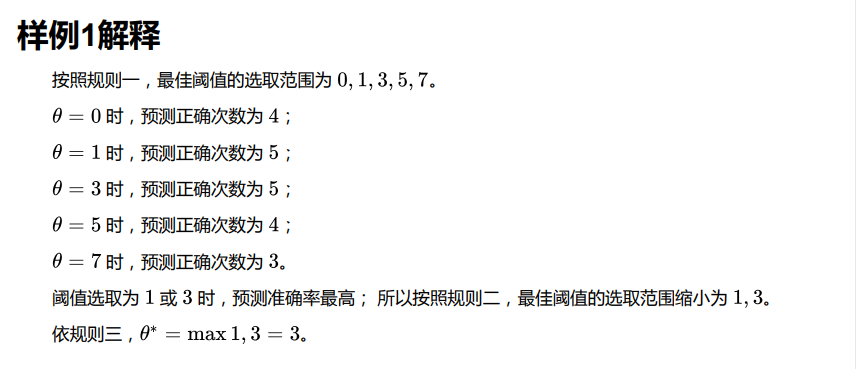 样例1解释
按照规则一，最佳阈值的选取范围为 0, 1, 3, 5, 7。
θ = 0 时，预测正确次数为 4；
θ = 1 时，预测正确次数为 5；
θ = 3 时，预测正确次数为 5；
θ = 5 时，预测正确次数为 4；
θ = 7 时，预测正确次数为 3。
阈值选取为 1 或 3 时，预测准确率最高； 所以按照规则二，最佳阈值的选取范围缩小为 1, 3。
依规则三，θ* = max 1, 3 = 3。